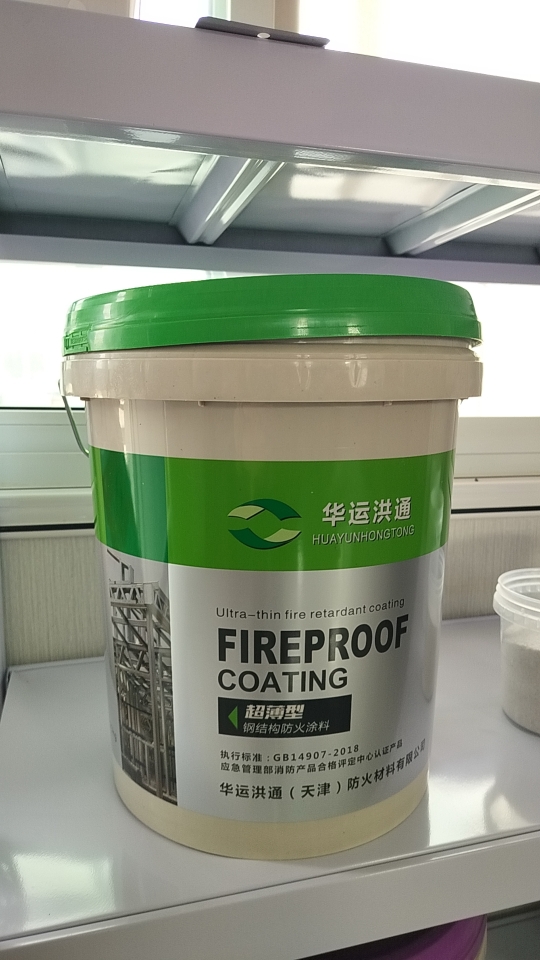 华运洪通
HUAYUNHONGTONG
Ultra-thin fire retardant coating
FIREPROOF
COATING
超薄型
钢结构防火涂料
执行标准：GB14907-2018
应急管理部消防产品合格评定中心认证产品
华运洪通（天津）防火材料有限公司